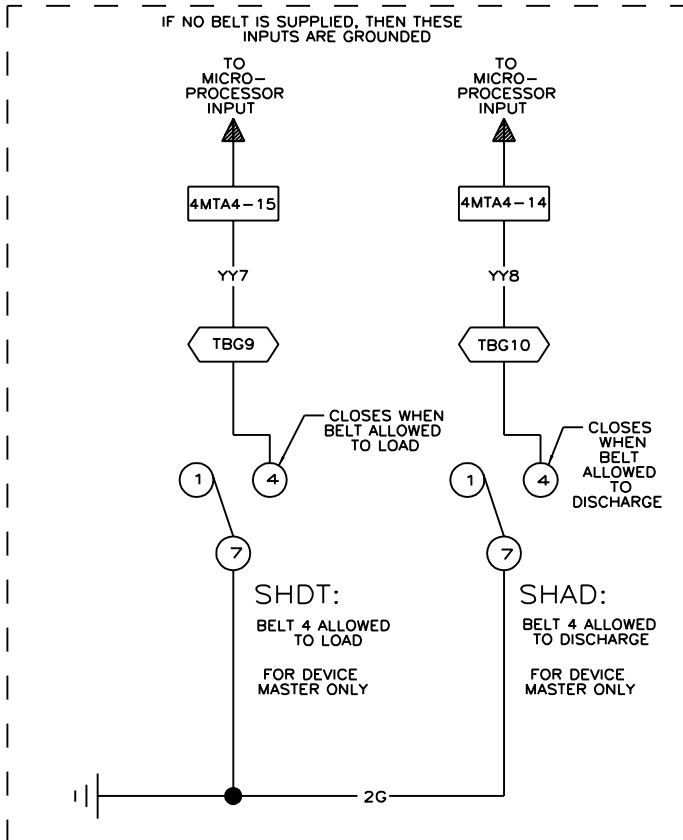 IF NO BELT IS SUPPLIED, THEN THESE
INPUTS ARE GROUNDED
TO
MICRO-
PROCESSOR
INPUT
4MTA4-15
YY7
TBG9
CLOSES WHEN
BELT ALLOWED
TO LOAD
1
4
7
SHDT:
BELT 4 ALLOWED
TO LOAD
FOR DEVICE
MASTER ONLY
TO
MICRO-
PROCESSOR
INPUT
4MTA4-14
YY8
TBG10
CLOSES
WHEN
BELT
ALLOWED
TO
DISCHARGE
1
4
7
SHAD:
BELT 4 ALLOWED
TO DISCHARGE
FOR DEVICE
MASTER ONLY
2G